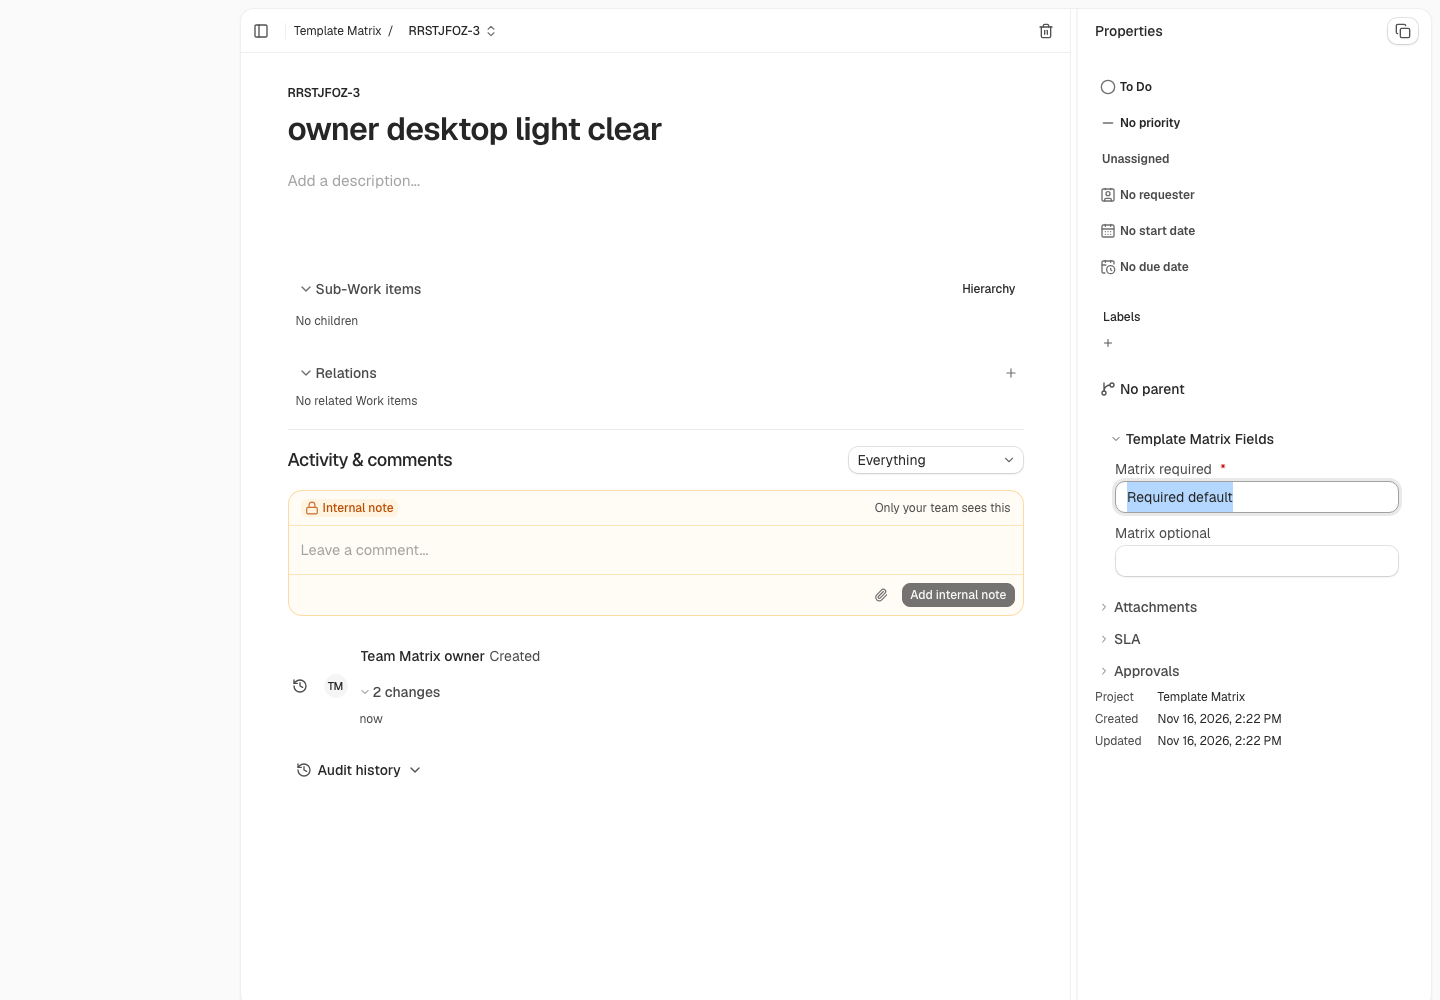 Template Matrix / RRSTJFOZ-3
RRSTJFOZ-3
owner desktop light clear
Add a description...
Sub-Work items
Hierarchy
No children
Relations
No related Work items
Activity & comments
Everything
Internal note
Only your team sees this
Leave a comment...
Add internal note
Team Matrix owner Created
TM
2 changes
now
Audit history
Properties
To Do
No priority
Unassigned
No requester
No start date
No due date
Labels
No parent
Template Matrix Fields
Matrix required *
Required default
Matrix optional
Attachments
SLA
Approvals
Project Template Matrix
Created Nov 16, 2026, 2:22 PM
Updated Nov 16, 2026, 2:22 PM